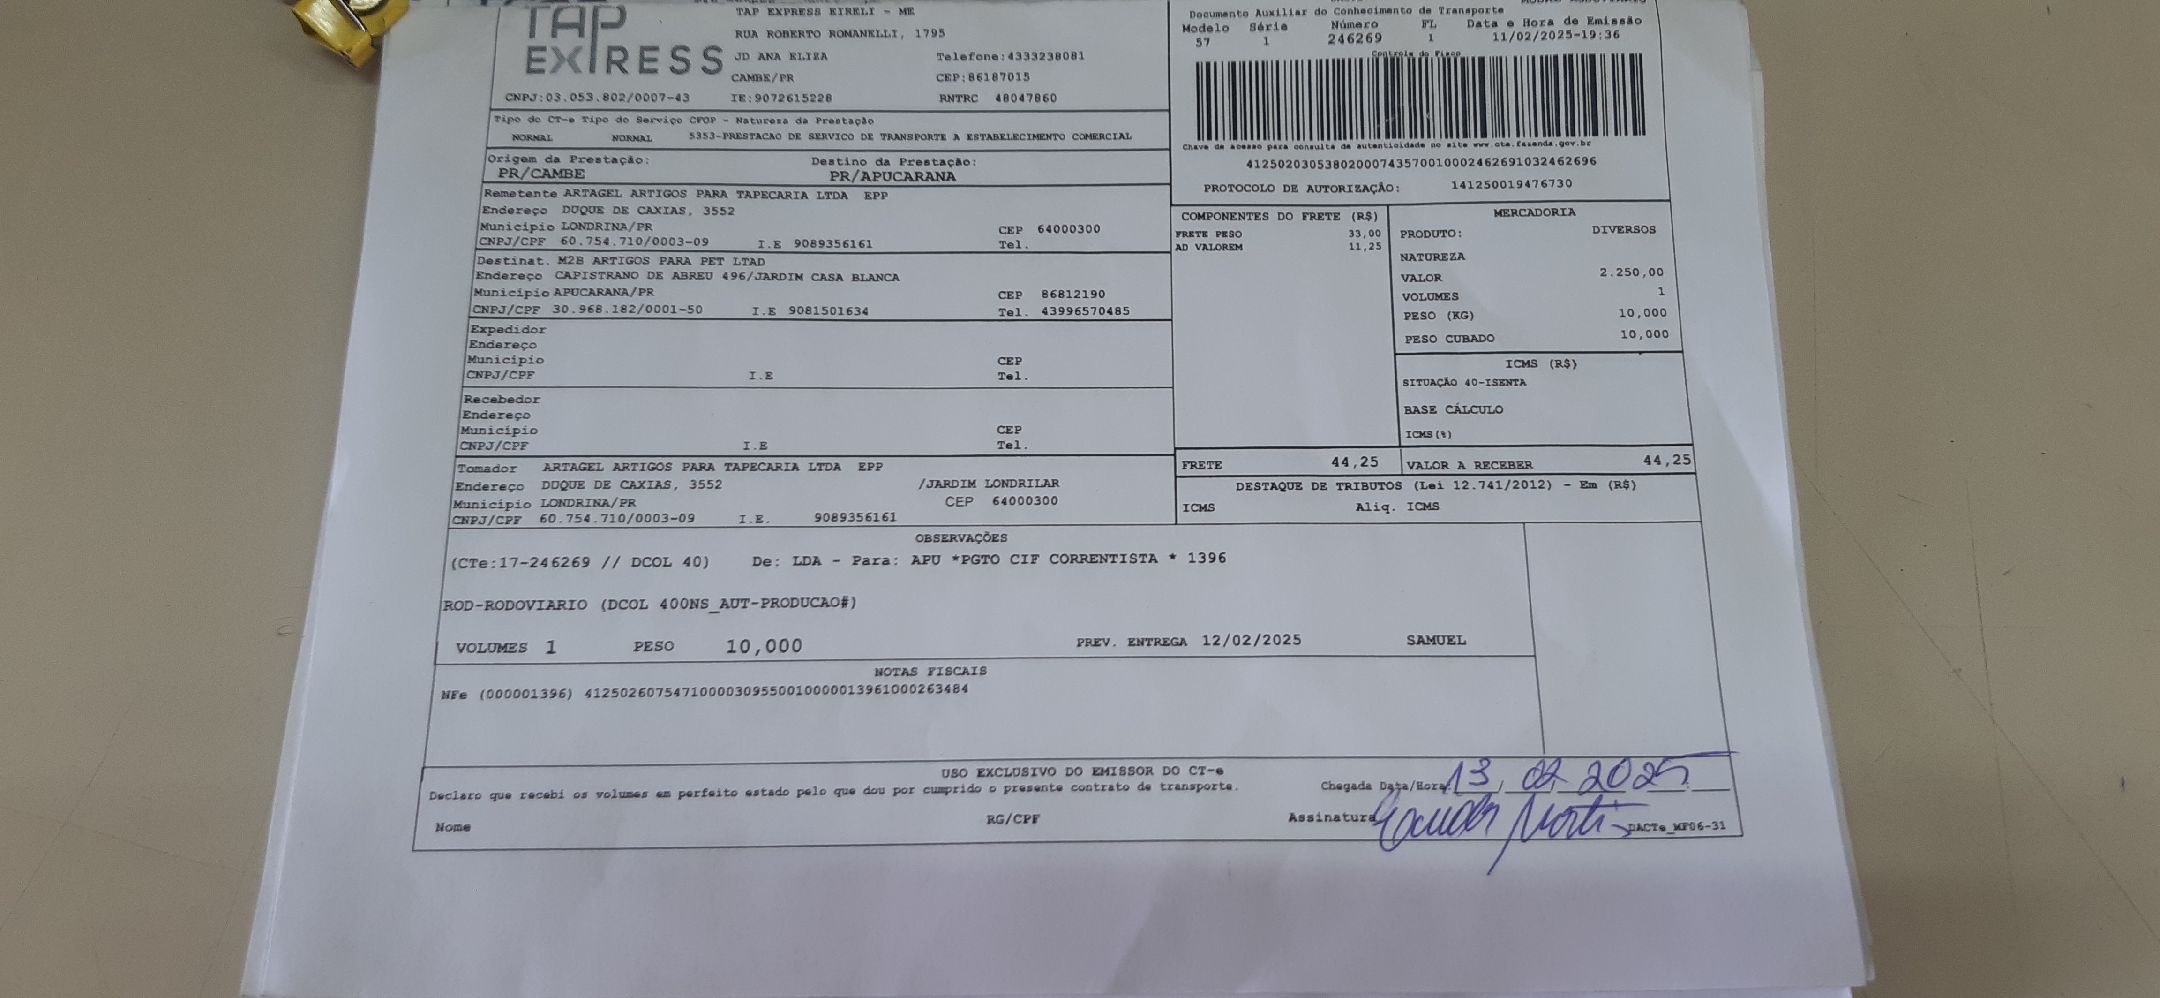 TAP
EXPRESS
TAP EXPRESS EIRELI - ME
RUA ROBERTO ROMANELLI, 1795
JD ANA ELIZA Telefone:4333238081
CAMBE/PR CEP:86187015
CNPJ:03.053.802/0007-43 IE:9072615228 RNTRC 48047860
Documento Auxiliar do Conhecimento de Transporte
Modelo Série Número FL Data e Hora de Emissão
57 1 246269 1 11/02/2025-19:36
Controle do Fisco
Chave de acesso para consulta de autenticidade no site www.cte.fazenda.gov.br
41250203053802000743570010002462691032462696
PROTOCOLO DE AUTORIZAÇÃO: 141250019476730
Tipo do CT-e Tipo do Serviço CFOP - Natureza da Prestação
NORMAL NORMAL 5353-PRESTACAO DE SERVICO DE TRANSPORTE A ESTABELECIMENTO COMERCIAL
Origem da Prestação: Destino da Prestação:
PR/CAMBE PR/APUCARANA
Remetente ARTAGEL ARTIGOS PARA TAPECARIA LTDA EPP
Endereço DUQUE DE CAXIAS, 3552
Município LONDRINA/PR CEP 64000300
CNPJ/CPF 60.754.710/0003-09 I.E 9089356161 Tel.
Destinat. M2B ARTIGOS PARA PET LTAD
Endereço CAPISTRANO DE ABREU 496/JARDIM CASA BLANCA
Município APUCARANA/PR CEP 86812190
CNPJ/CPF 30.968.182/0001-50 I.E 9081501634 Tel. 43996570485
Expedidor
Endereço
Município CEP
CNPJ/CPF I.E Tel.
Recebedor
Endereço
Município CEP
CNPJ/CPF I.E Tel.
Tomador ARTAGEL ARTIGOS PARA TAPECARIA LTDA EPP
Endereço DUQUE DE CAXIAS, 3552 /JARDIM LONDRILAR
Município LONDRINA/PR CEP 64000300
CNPJ/CPF 60.754.710/0003-09 I.E. 9089356161
COMPONENTES DO FRETE (R$)
FRETE PESO 33,00
AD VALOREM 11,25
MERCADORIA
PRODUTO: DIVERSOS
NATUREZA
VALOR 2.250,00
VOLUMES 1
PESO (KG) 10,000
PESO CUBADO 10,000
ICMS (R$)
SITUAÇÃO 40-ISENTA
BASE CÁLCULO
ICMS(%)
FRETE 44,25 VALOR A RECEBER 44,25
DESTAQUE DE TRIBUTOS (Lei 12.741/2012) - Em (R$)
ICMS Aliq. ICMS
OBSERVAÇÕES
(CTe:17-246269 // DCOL 40) De: LDA - Para: APU *PGTO CIF CORRENTISTA * 1396
ROD-RODOVIARIO (DCOL 400NS_AUT-PRODUCAO#)
VOLUMES 1 PESO 10,000 PREV. ENTREGA 12/02/2025 SAMUEL
NOTAS FISCAIS
NFe (000001396) 41250260754710000309550010000013961000263484
USO EXCLUSIVO DO EMISSOR DO CT-e
Declaro que recebi os volumes em perfeito estado pelo que dou por cumprido o presente contrato de transporte. Chegada Data/Hora: 13/02/2025
Nome RG/CPF Assinatura DACTe_MF06-31